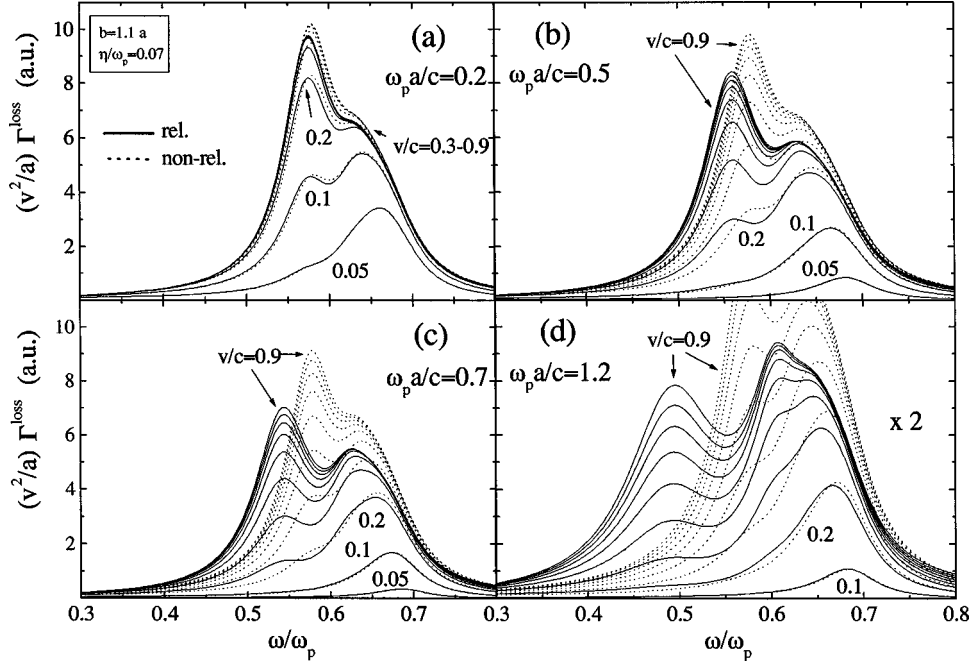 (v²/a) Γ^loss (a.u.)
10
8
6
4
2
b=1.1 a
η/ω_p=0.07
rel.
non-rel.
(a)
ω_p a/c=0.2
0.2
v/c=0.3-0.9
0.1
0.05
(b)
v/c=0.9
ω_p a/c=0.5
0.1
0.2
0.05
(v²/a) Γ^loss (a.u.)
10
8
6
4
2
(c)
v/c=0.9
ω_p a/c=0.7
0.2
0.1
0.05
0.3 0.4 0.5 0.6 0.7
ω/ω_p
(d)
v/c=0.9
ω_p a/c=1.2
x 2
0.2
0.1
0.3 0.4 0.5 0.6 0.7 0.8
ω/ω_p